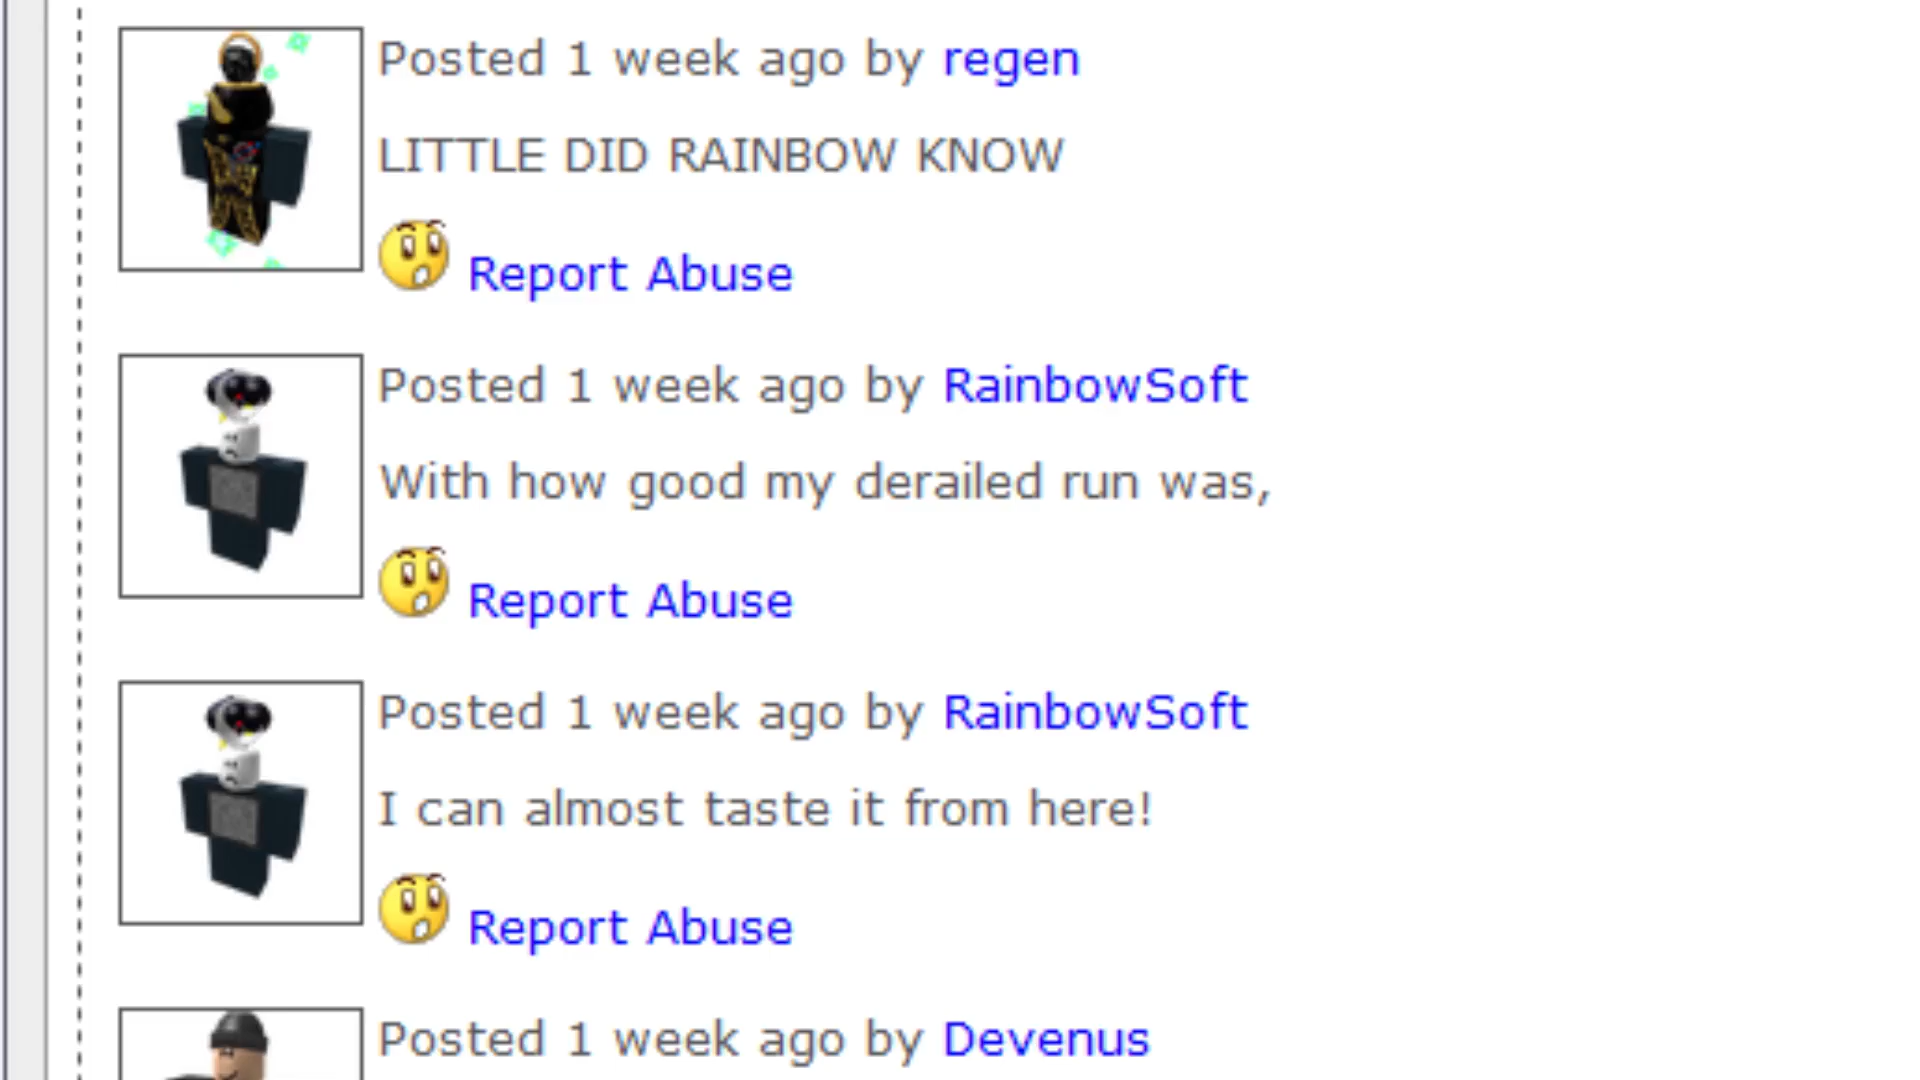 Posted 1 week ago by regen
LITTLE DID RAINBOW KNOW
Report Abuse
Posted 1 week ago by RainbowSoft
With how good my derailed run was,
Report Abuse
Posted 1 week ago by RainbowSoft
I can almost taste it from here!
Report Abuse
Posted 1 week ago by Devenus